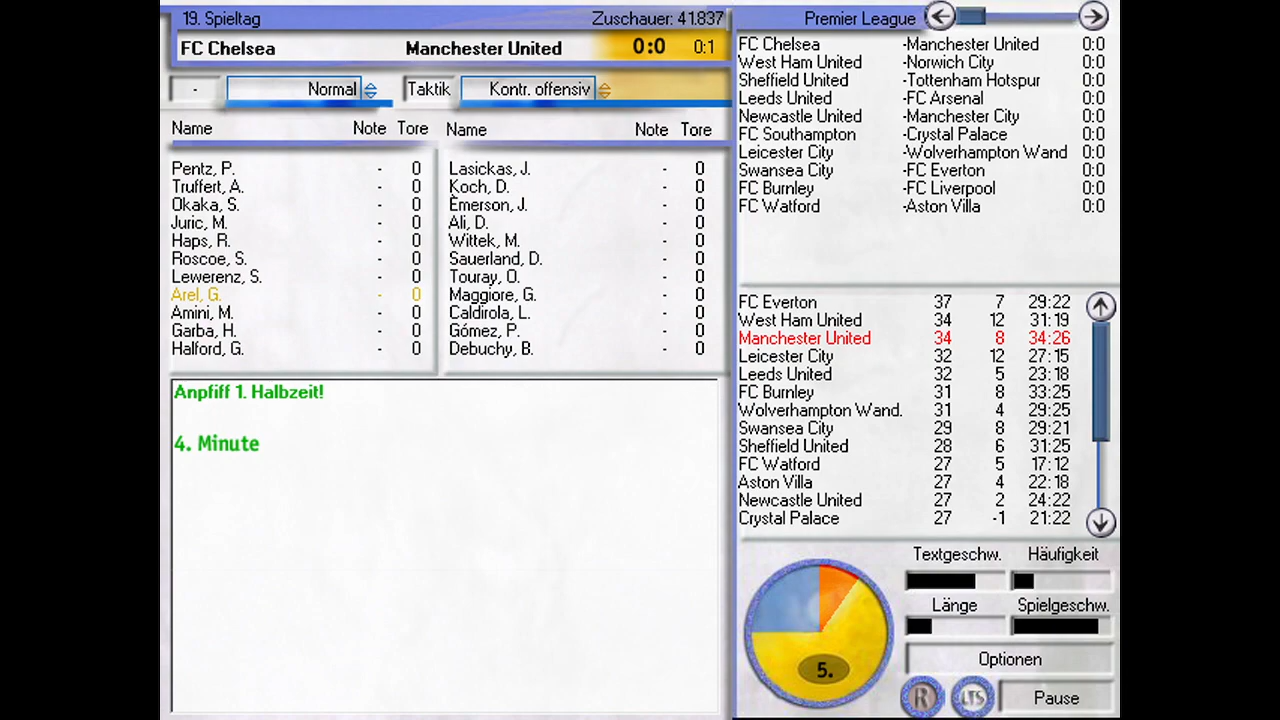 19. Spieltag Zuschauer: 41.837
FC Chelsea Manchester United 0:0 0:1
- Normal Taktik Kontr. offensiv
Name Note Tore Name Note Tore
Pentz, P. - 0 Lasickas, J. - 0
Truffert, A. - 0 Koch, D. - 0
Okaka, S. - 0 Èmerson, J. - 0
Juric, M. - 0 Ali, D. - 0
Haps, R. - 0 Wittek, M. - 0
Roscoe, S. - 0 Sauerland, D. - 0
Lewerenz, S. - 0 Touray, O. - 0
Arel, G. - 0 Maggiore, G. - 0
Amini, M. - 0 Caldirola, L. - 0
Garba, H. - 0 Gómez, P. - 0
Halford, G. - 0 Debuchy, B. - 0
Anpfiff 1. Halbzeit!
4. Minute
Premier League
FC Chelsea -Manchester United 0:0
West Ham United -Norwich City 0:0
Sheffield United -Tottenham Hotspur 0:0
Leeds United -FC Arsenal 0:0
Newcastle United -Manchester City 0:0
FC Southampton -Crystal Palace 0:0
Leicester City -Wolverhampton Wand 0:0
Swansea City -FC Everton 0:0
FC Burnley -FC Liverpool 0:0
FC Watford -Aston Villa 0:0
FC Everton 37 7 29:22
West Ham United 34 12 31:19
Manchester United 34 8 34:26
Leicester City 32 12 27:15
Leeds United 32 5 23:18
FC Burnley 31 8 33:25
Wolverhampton Wand. 31 4 29:25
Swansea City 29 8 29:21
Sheffield United 28 6 31:25
FC Watford 27 5 17:12
Aston Villa 27 4 22:18
Newcastle United 27 2 24:22
Crystal Palace 27 -1 21:22
Textgeschw. Häufigkeit
Länge Spielgeschw.
5.
Optionen
R LTS Pause